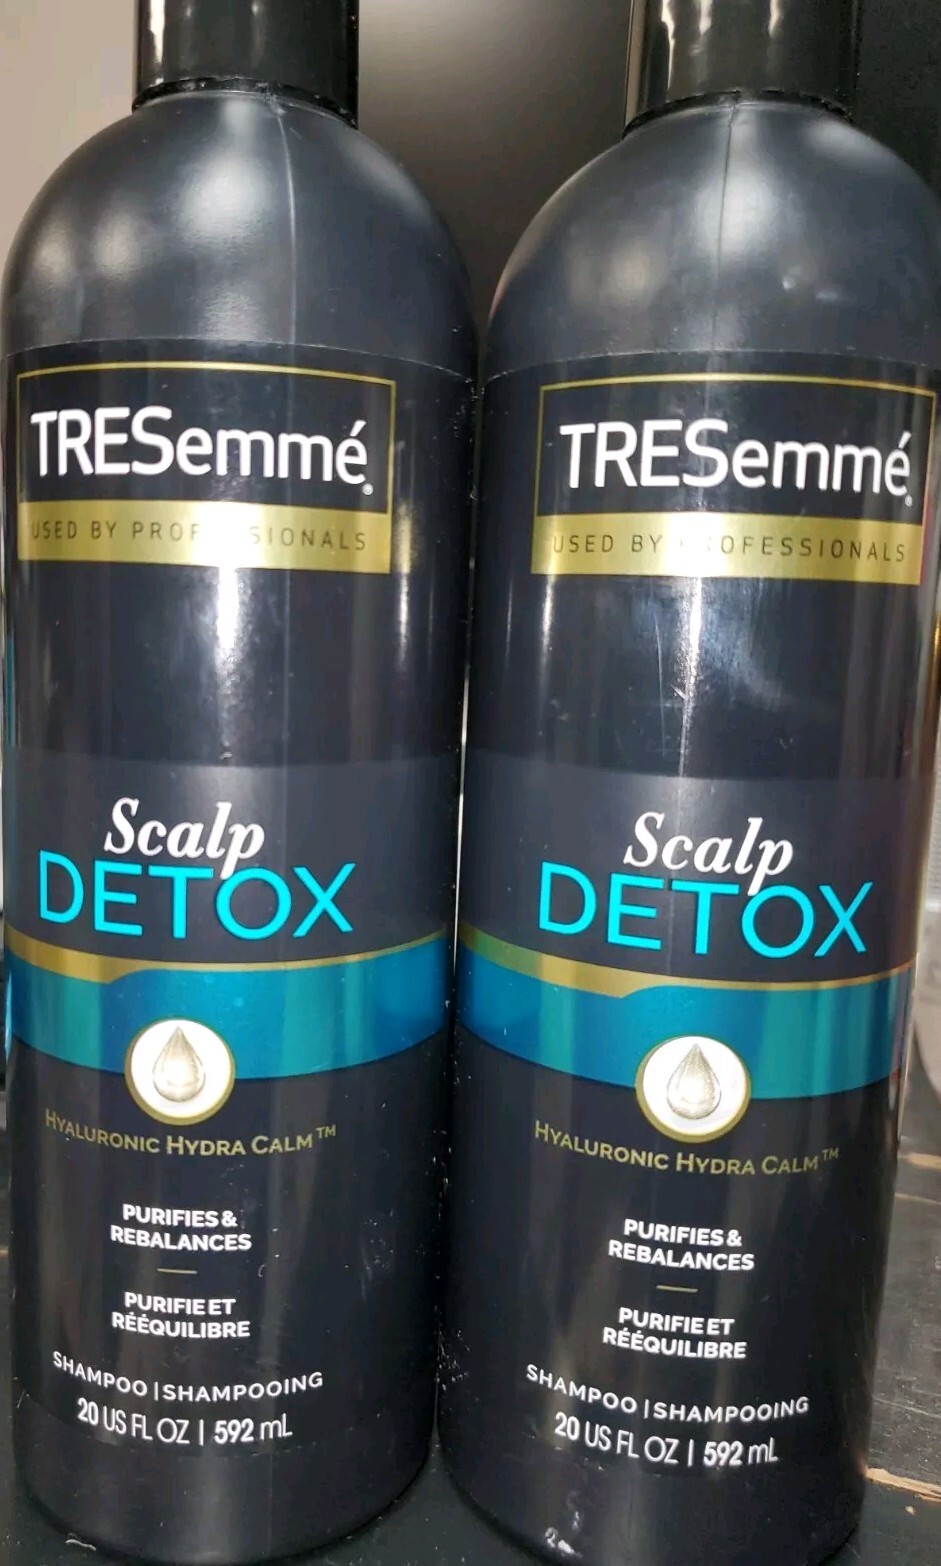 TRESemmé®
USED BY PROFESSIONALS
Scalp
DETOX
HYALURONIC HYDRA CALM™
PURIFIES &
REBALANCES
PURIFIE ET
RÉÉQUILIBRE
SHAMPOO | SHAMPOOING
20 US FL OZ | 592 mL
TRESemmé®
USED BY PROFESSIONALS
Scalp
DETOX
HYALURONIC HYDRA CALM™
PURIFIES &
REBALANCES
PURIFIE ET
RÉÉQUILIBRE
SHAMPOO | SHAMPOOING
20 US FL OZ | 592 mL